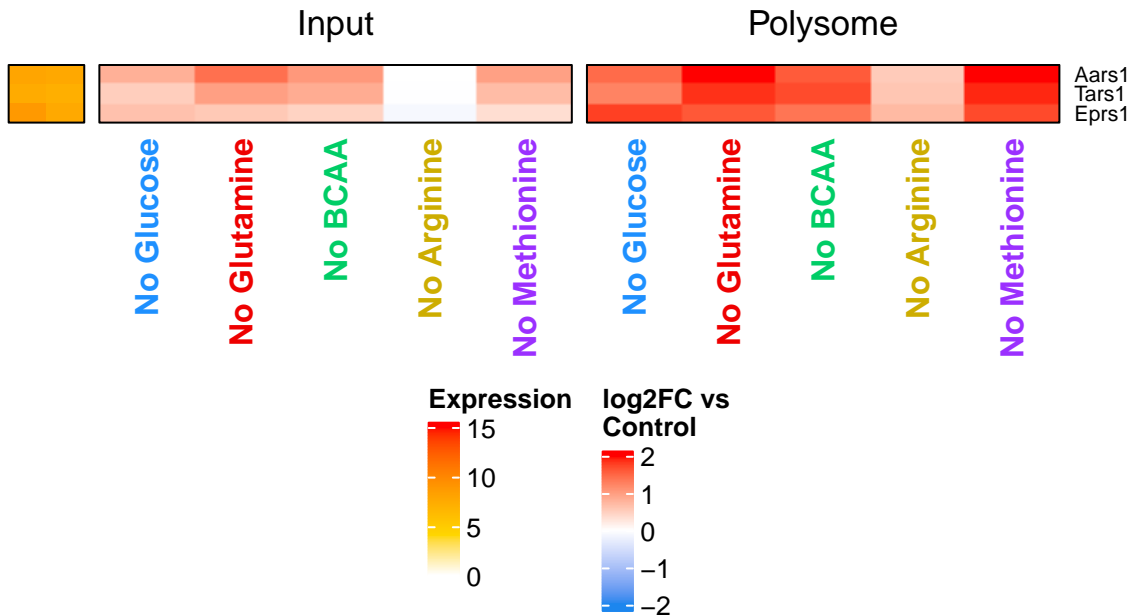 Input
Polysome
Aars1
Tars1
Eprs1
No Glucose
No Glutamine
No BCAA
No Arginine
No Methionine
No Glucose
No Glutamine
No BCAA
No Arginine
No Methionine
Expression
15
10
5
0
log2FC vs
Control
2
1
0
−1
−2